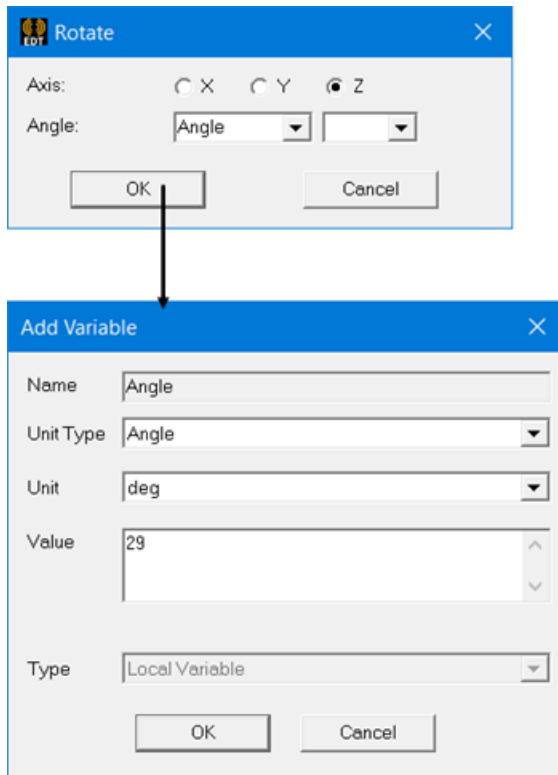 EDT Rotate
Axis: X Y Z
Angle: Angle
OK Cancel
Add Variable
Name Angle
Unit Type Angle
Unit deg
Value 29
Type Local Variable
OK Cancel